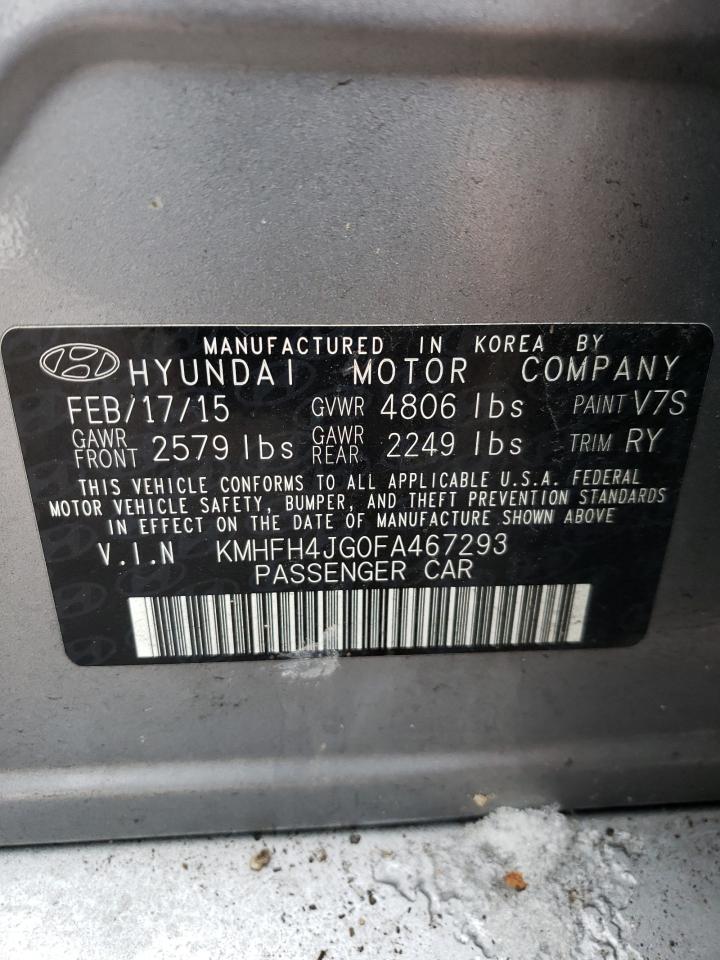 MANUFACTURED IN KOREA BY
HYUNDAI MOTOR COMPANY
FEB/17/15 GVWR 4806 lbs PAINT V7S
GAWR FRONT 2579 lbs GAWR REAR 2249 lbs TRIM RY
THIS VEHICLE CONFORMS TO ALL APPLICABLE U.S.A. FEDERAL
MOTOR VEHICLE SAFETY, BUMPER, AND THEFT PREVENTION STANDARDS
IN EFFECT ON THE DATE OF MANUFACTURE SHOWN ABOVE
V.I.N KMHFH4JG0FA467293
PASSENGER CAR